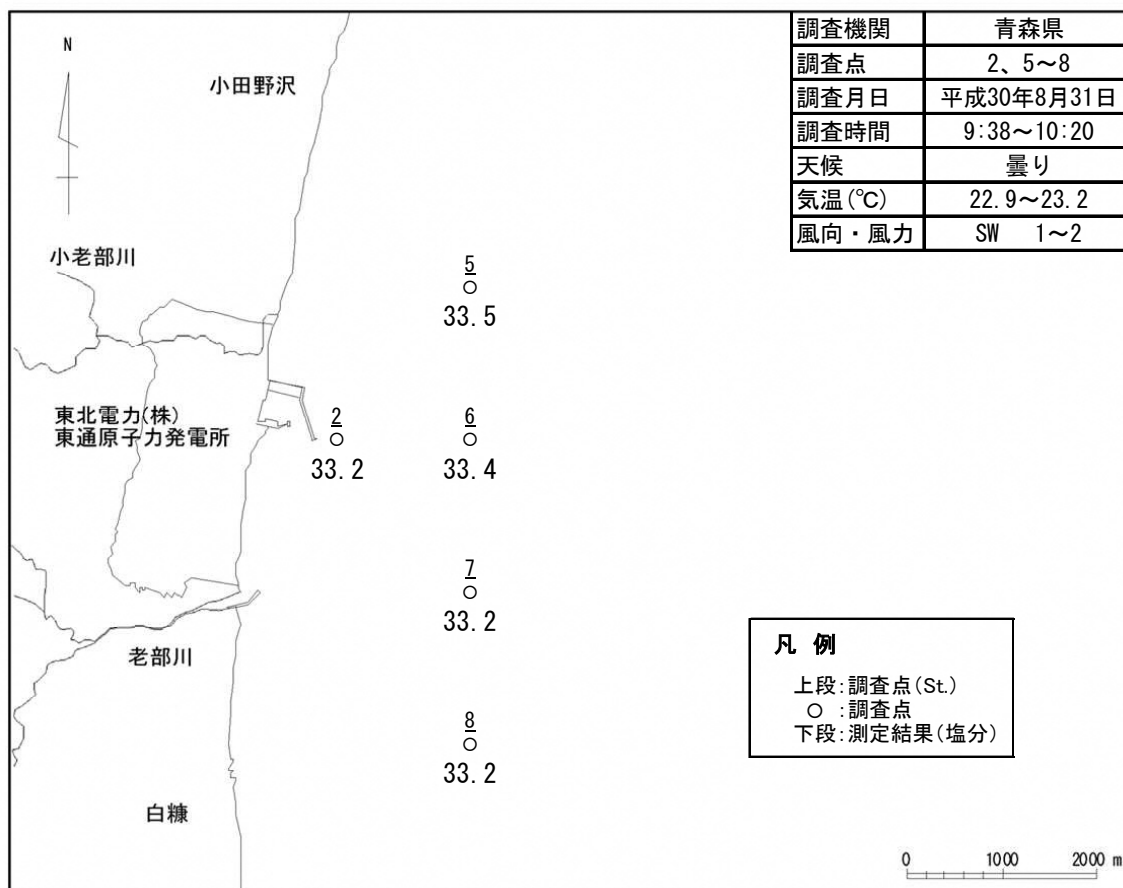 調査機関 青森県
調査点 2、5～8
調査月日 平成30年8月31日
調査時間 9:38～10:20
天候 曇り
気温(℃) 22.9～23.2
風向・風力 SW 1～2
N
小田野沢
小老部川
5
○
33.5
東北電力(株)
東通原子力発電所
2
○
33.2
6
○
33.4
7
○
33.2
老部川
8
○
33.2
白糠
凡 例
上段:調査点(St.)
○ :調査点
下段:測定結果(塩分)
0 1000 2000 m